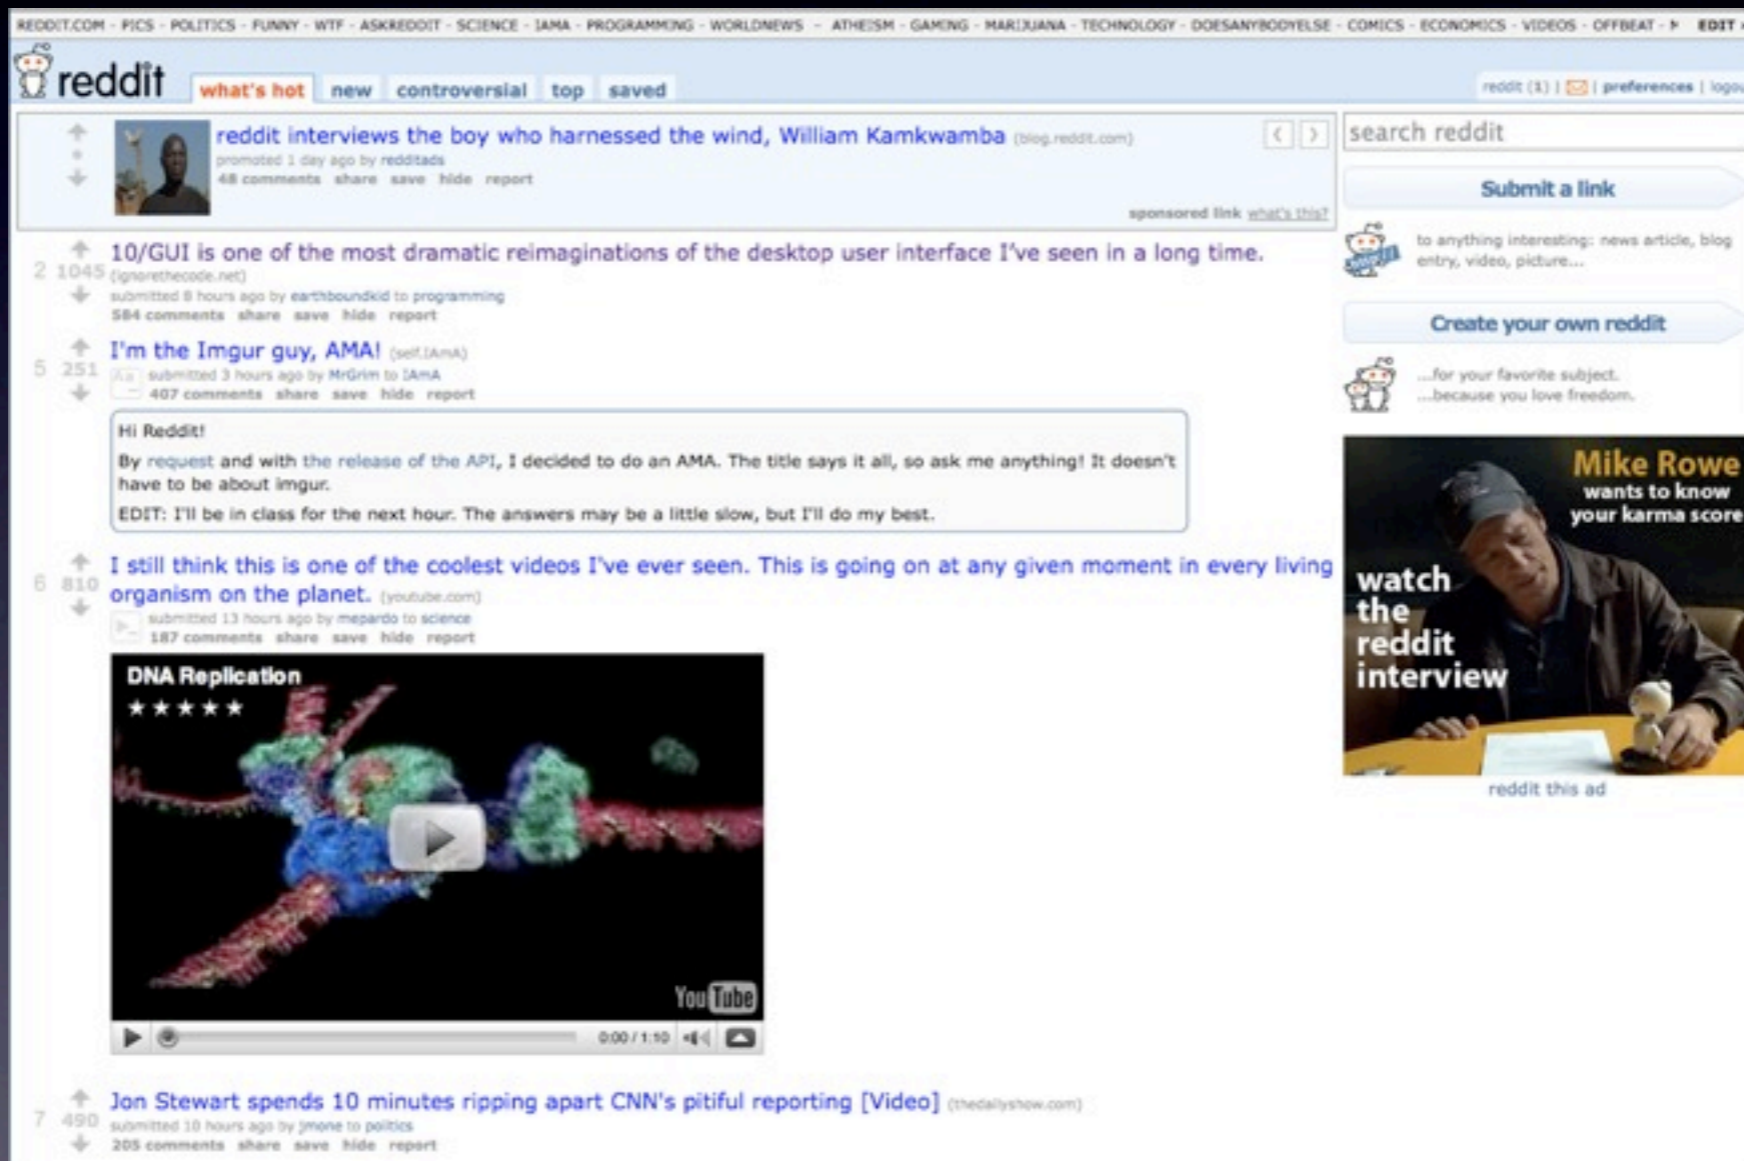 REDDIT.COM - PICS - POLITICS - FUNNY - WTF - ASKREDDIT - SCIENCE - IAMA - PROGRAMMING - WORLDNEWS - ATHEISM - GAMING - MARIJUANA - TECHNOLOGY - DOESANYBODYELSE - COMICS - ECONOMICS - VIDEOS - OFFBEAT - EDIT
reddit what's hot new controversial top saved
reddit (1) | | preferences | logou
reddit interviews the boy who harnessed the wind, William Kamkwamba (blog.reddit.com)
promoted 1 day ago by redditads
48 comments share save hide report
sponsored link what's this?
10/GUI is one of the most dramatic reimaginations of the desktop user interface I've seen in a long time.
2 1045 (ignorethecode.net)
submitted 8 hours ago by earthboundkid to programming
584 comments share save hide report
I'm the Imgur guy, AMA! (self.IAmA)
5 251 Aa submitted 3 hours ago by MrGrim to IAmA
407 comments share save hide report
Hi Reddit!
By request and with the release of the API, I decided to do an AMA. The title says it all, so ask me anything! It doesn't
have to be about imgur.
EDIT: I'll be in class for the next hour. The answers may be a little slow, but I'll do my best.
I still think this is one of the coolest videos I've ever seen. This is going on at any given moment in every living
6 810 organism on the planet. (youtube.com)
submitted 13 hours ago by mepardo to science
187 comments share save hide report
DNA Replication
YouTube
0:00 / 1:10
Jon Stewart spends 10 minutes ripping apart CNN's pitiful reporting [Video] (thedailyshow.com)
7 490 submitted 10 hours ago by jmone to politics
205 comments share save hide report
search reddit
Submit a link
to anything interesting: news article, blog
entry, video, picture...
Create your own reddit
...for your favorite subject.
...because you love freedom.
Mike Rowe
wants to know
your karma score
watch
the
reddit
interview
reddit this ad